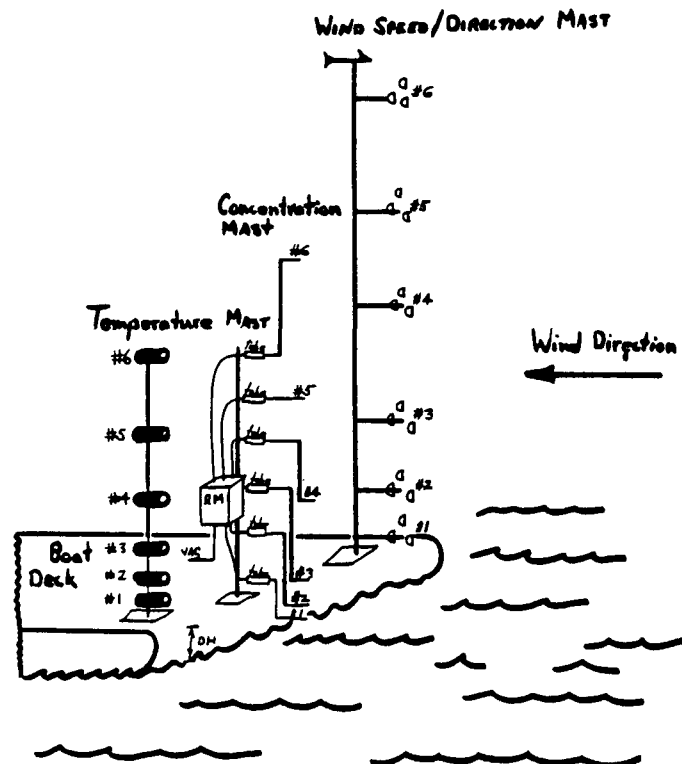 WIND SPEED/DIRECTION MAST
#6
#5
#4
#3
#2
#1
Concentration
MAST
#6
#5
#4
#3
#2
Temperature MAST
#6
#5
#4
#3
#2
#1
RM
VAC
Boat
Deck
DH
Wind Direction